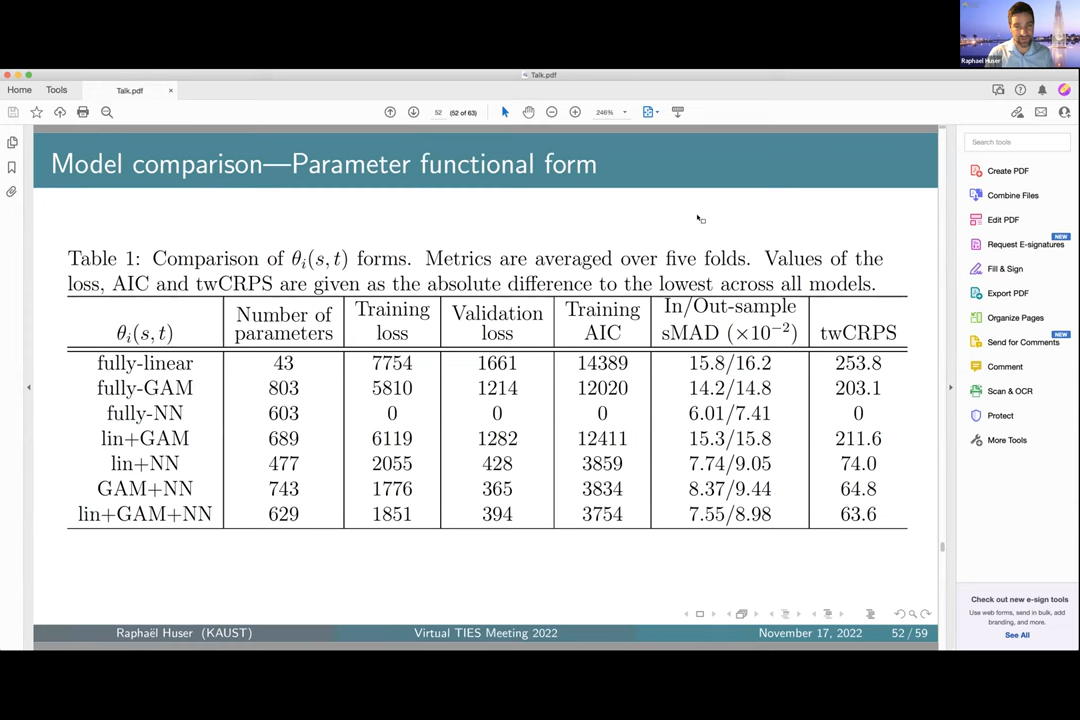 Raphael Huser
Talk.pdf
Home Tools Talk.pdf ×
52 (52 of 63) 246%
Model comparison—Parameter functional form
Table 1: Comparison of θi(s, t) forms. Metrics are averaged over five folds. Values of the
loss, AIC and twCRPS are given as the absolute difference to the lowest across all models.
θi(s, t) Number of parameters Training loss Validation loss Training AIC In/Out-sample sMAD (×10−2) twCRPS
fully-linear 43 7754 1661 14389 15.8/16.2 253.8
fully-GAM 803 5810 1214 12020 14.2/14.8 203.1
fully-NN 603 0 0 0 6.01/7.41 0
lin+GAM 689 6119 1282 12411 15.3/15.8 211.6
lin+NN 477 2055 428 3859 7.74/9.05 74.0
GAM+NN 743 1776 365 3834 8.37/9.44 64.8
lin+GAM+NN 629 1851 394 3754 7.55/8.98 63.6
Raphaël Huser (KAUST) Virtual TIES Meeting 2022 November 17, 2022 52 / 59
Search tools
Create PDF
Combine Files
Edit PDF
NEW
Request E-signatures
Fill & Sign
Export PDF
Organize Pages
NEW
Send for Comments
Comment
Scan & OCR
Protect
More Tools
Check out new e-sign tools
Use web forms, send in bulk, add
branding, and more.
See All